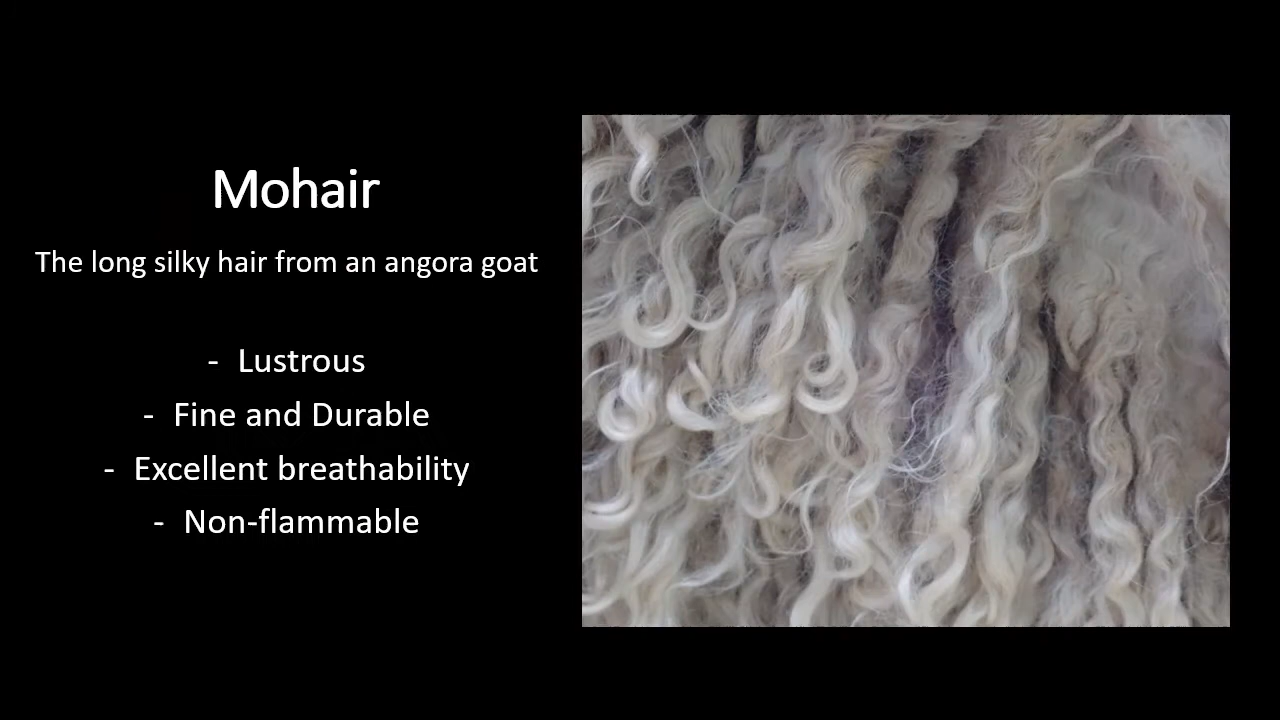 Mohair
The long silky hair from an angora goat
- Lustrous
- Fine and Durable
- Excellent breathability
- Non-flammable